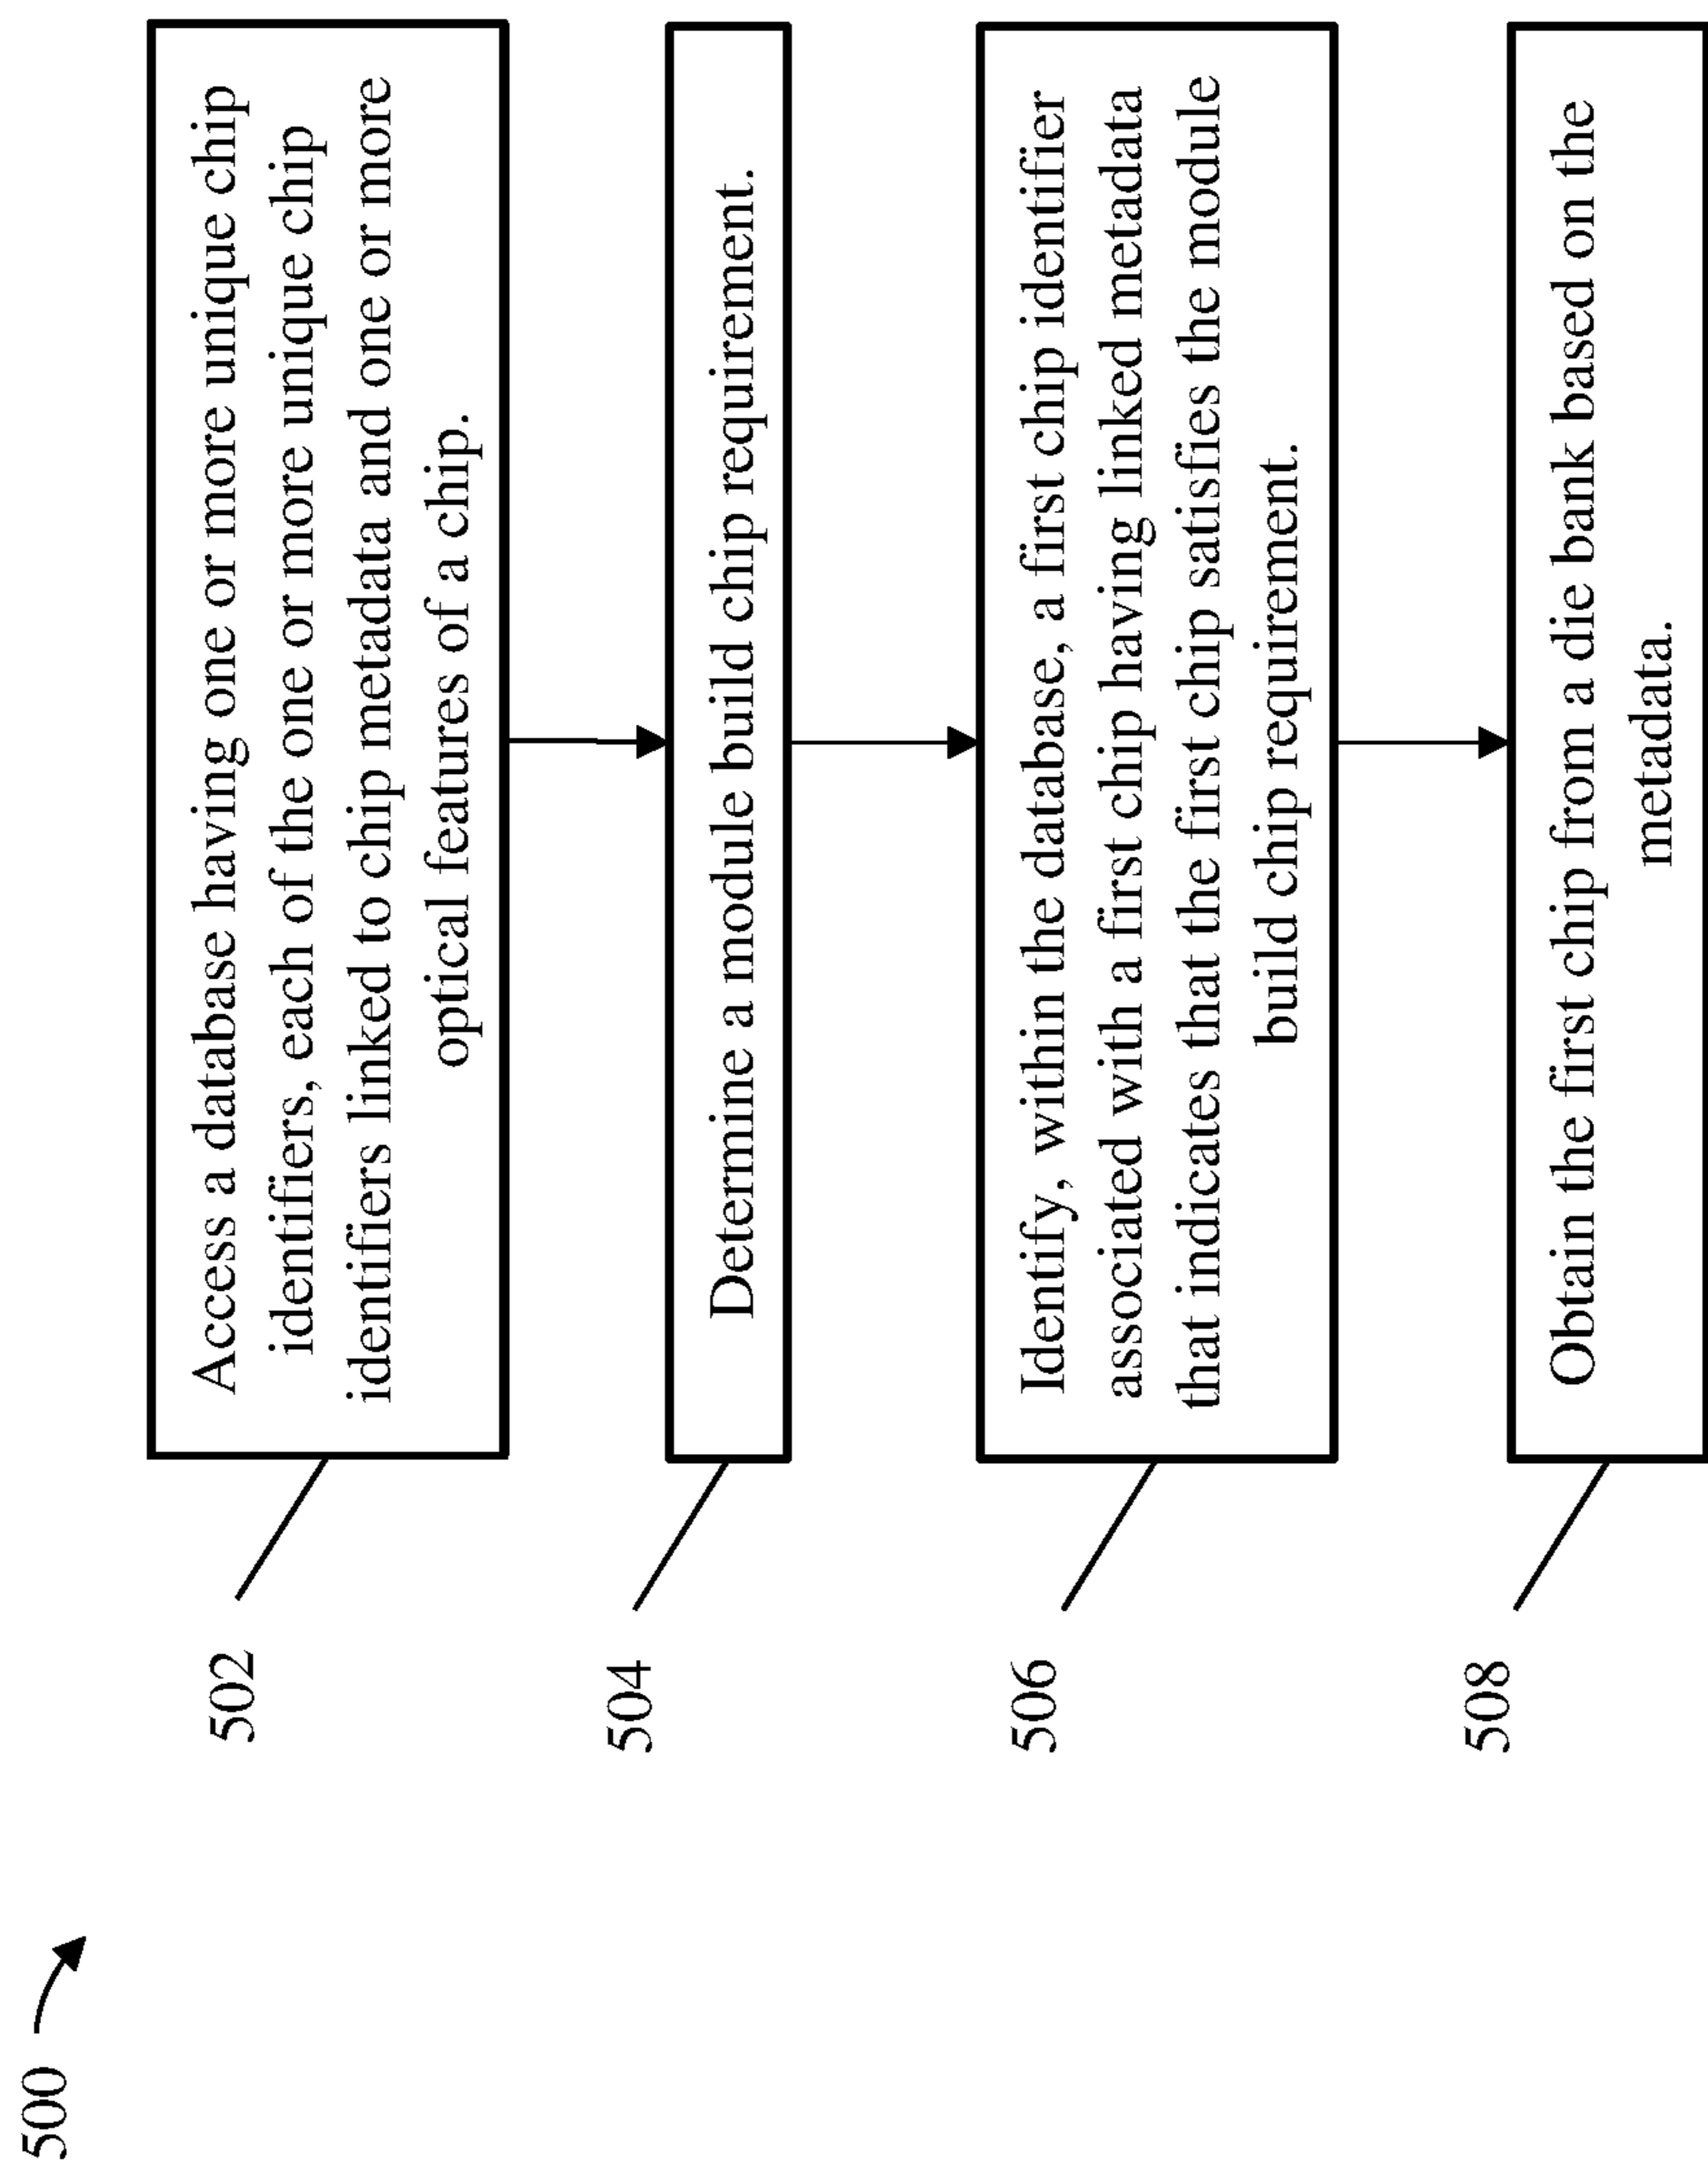 500
502
Access a database having one or more unique chip
identifiers, each of the one or more unique chip
identifiers linked to chip metadata and one or more
optical features of a chip.
504
Determine a module build chip requirement.
506
Identify, within the database, a first chip identifier
associated with a first chip having linked metadata
that indicates that the first chip satisfies the module
build chip requirement.
508
Obtain the first chip from a die bank based on the
metadata.